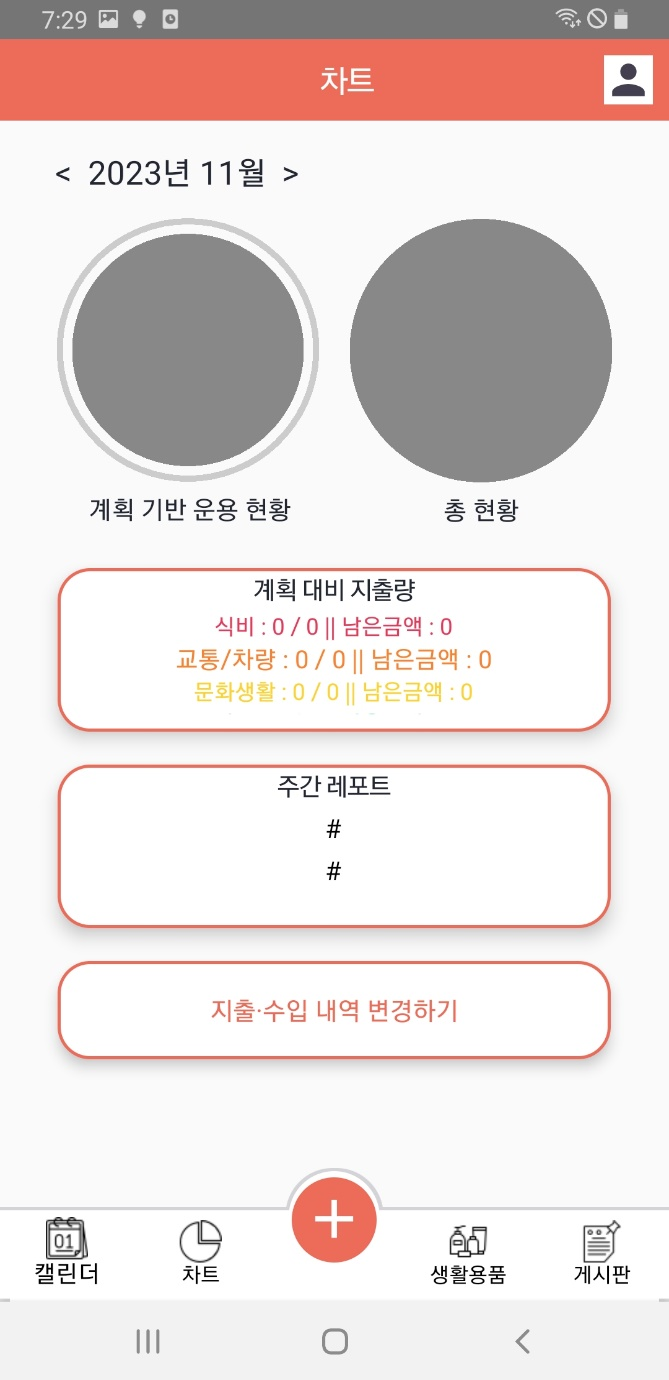 7:29
차트
< 2023년 11월 >
계획 기반 운용 현황
총 현황
계획 대비 지출량
식비 : 0 / 0 || 남은금액 : 0
교통/차량 : 0 / 0 || 남은금액 : 0
문화생활 : 0 / 0 || 남은금액 : 0
주간 레포트
#
#
지출·수입 내역 변경하기
+
01
캘린더
차트
생활용품
게시판